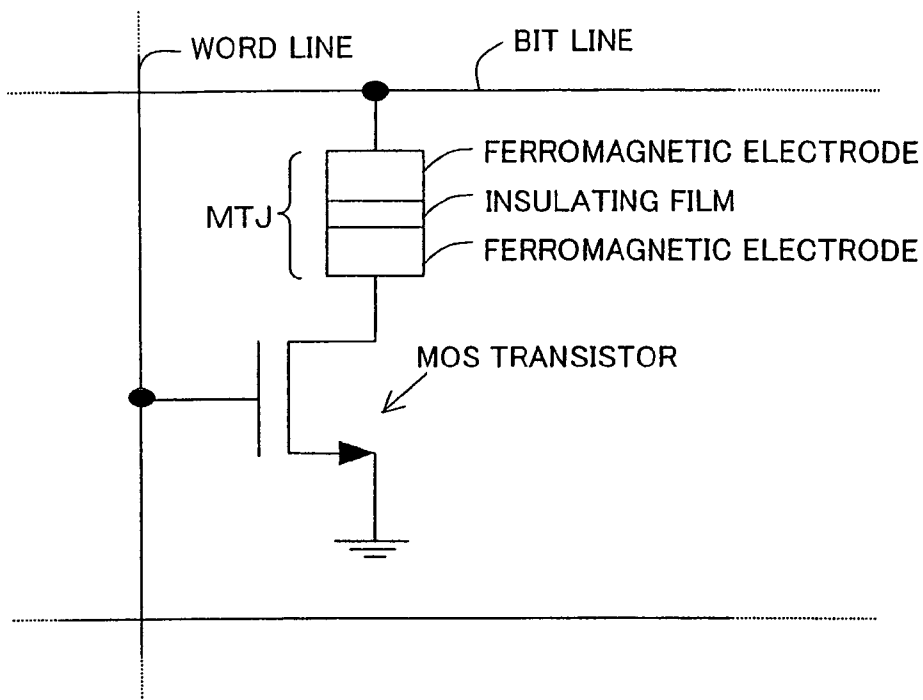 WORD LINE
BIT LINE
FERROMAGNETIC ELECTRODE
INSULATING FILM
MTJ
FERROMAGNETIC ELECTRODE
MOS TRANSISTOR